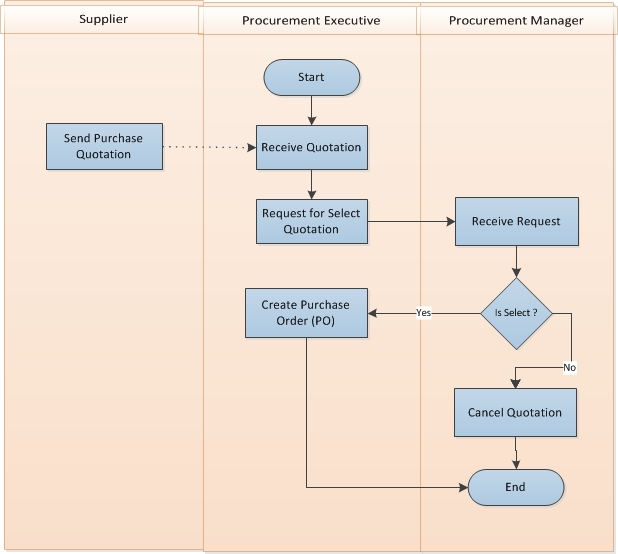 Supplier
Procurement Executive
Procurement Manager
Start
Send Purchase
Quotation
Receive Quotation
Request for Select
Quotation
Receive Request
Create Purchase
Order (PO)
Yes
Is Select ?
No
Cancel Quotation
End